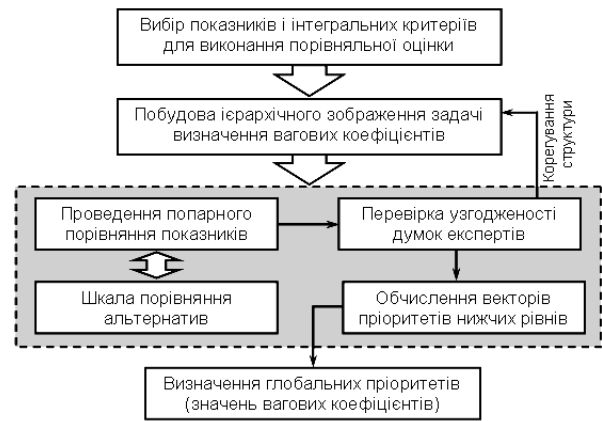 Вибір показників і інтегральних критеріїв
для виконання порівняльної оцінки
Побудова ієрархічного зображення задачі
визначення вагових коефіцієнтів
Корегування
структури
Проведення попарного
порівняння показників
Перевірка узгодженості
думок експертів
Шкала порівняння
альтернатив
Обчислення векторів
пріоритетів нижчих рівнів
Визначення глобальних пріоритетів
(значень вагових коефіцієнтів)